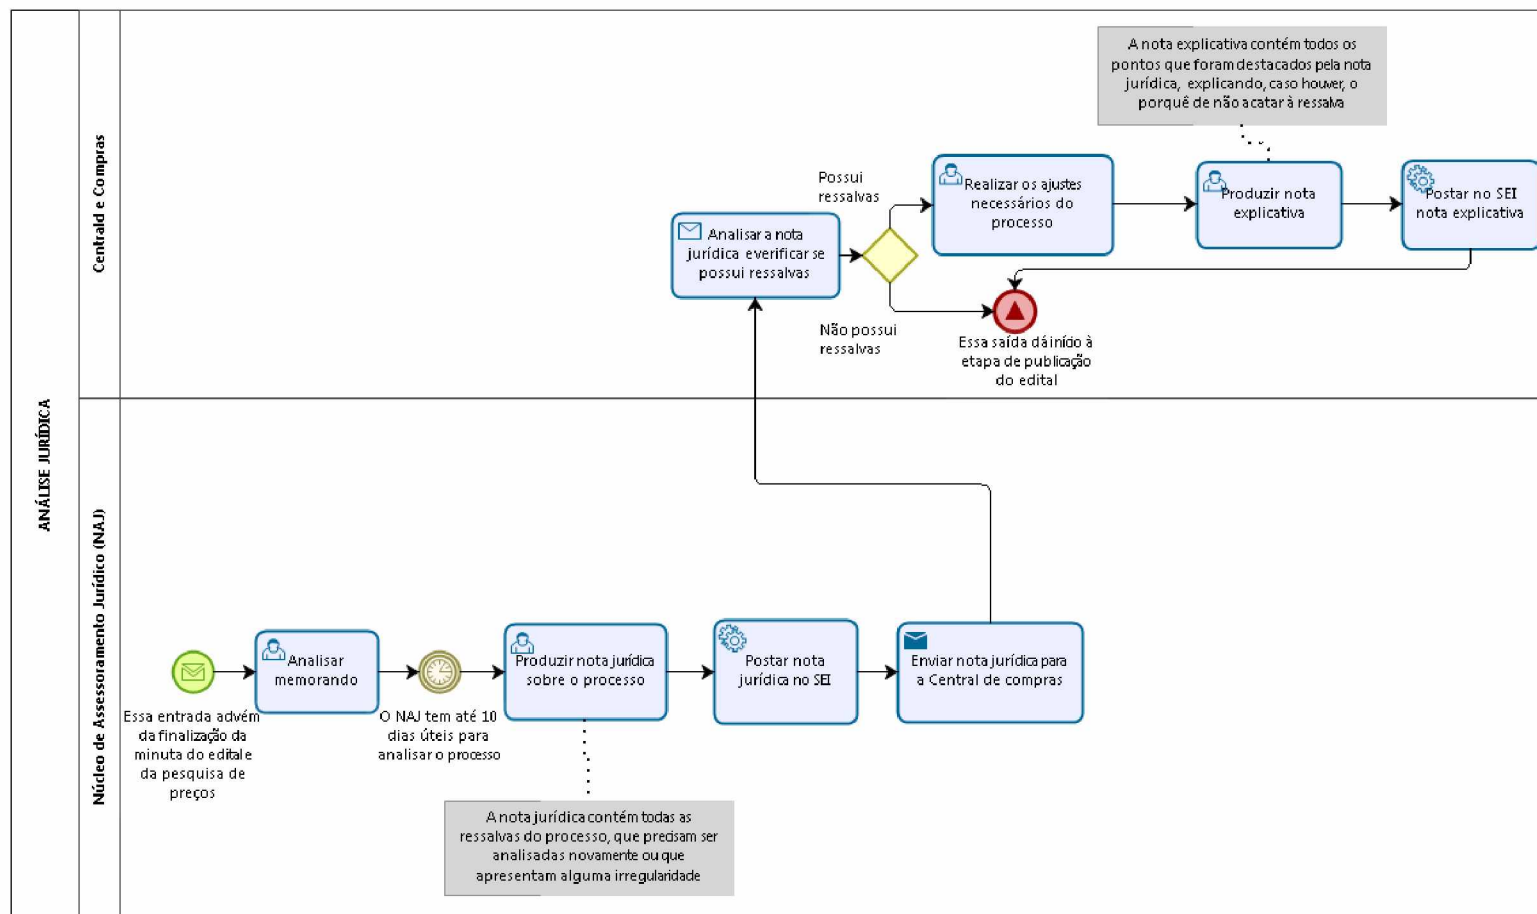 ANÁLISE JURÍDICA
Centrald e Compras
A nota explicativa contém todos os
pontos que foram destacados pela nota
jurídica, explicando, caso houver, o
porquê de não acatar à ressalva
Analisar a nota
jurídica everificar se
possui ressalvas
Possui
ressalvas
Não possui
ressalvas
Realizar os ajustes
necessários do
processo
Produzir nota
explicativa
Postar no SEI
nota explicativa
Essa saída dá início à
etapa de publicação
do edital
Núcleo de Assessoramento Jurídico (NAJ)
Essa entrada advém
da finalização da
minuta do editale
da pesquisa de
preços
Analisar
memorando
O NAJ tem até 10
dias úteis para
analisar o processo
Produzir nota jurídica
sobre o processo
Postar nota
jurídica no SEI
Enviar nota jurídica para
a Central de compras
A nota jurídica contém todas as
ressalvas do processo, que precisam ser
analisadas novamente ou que
apresentam alguma irregularidade